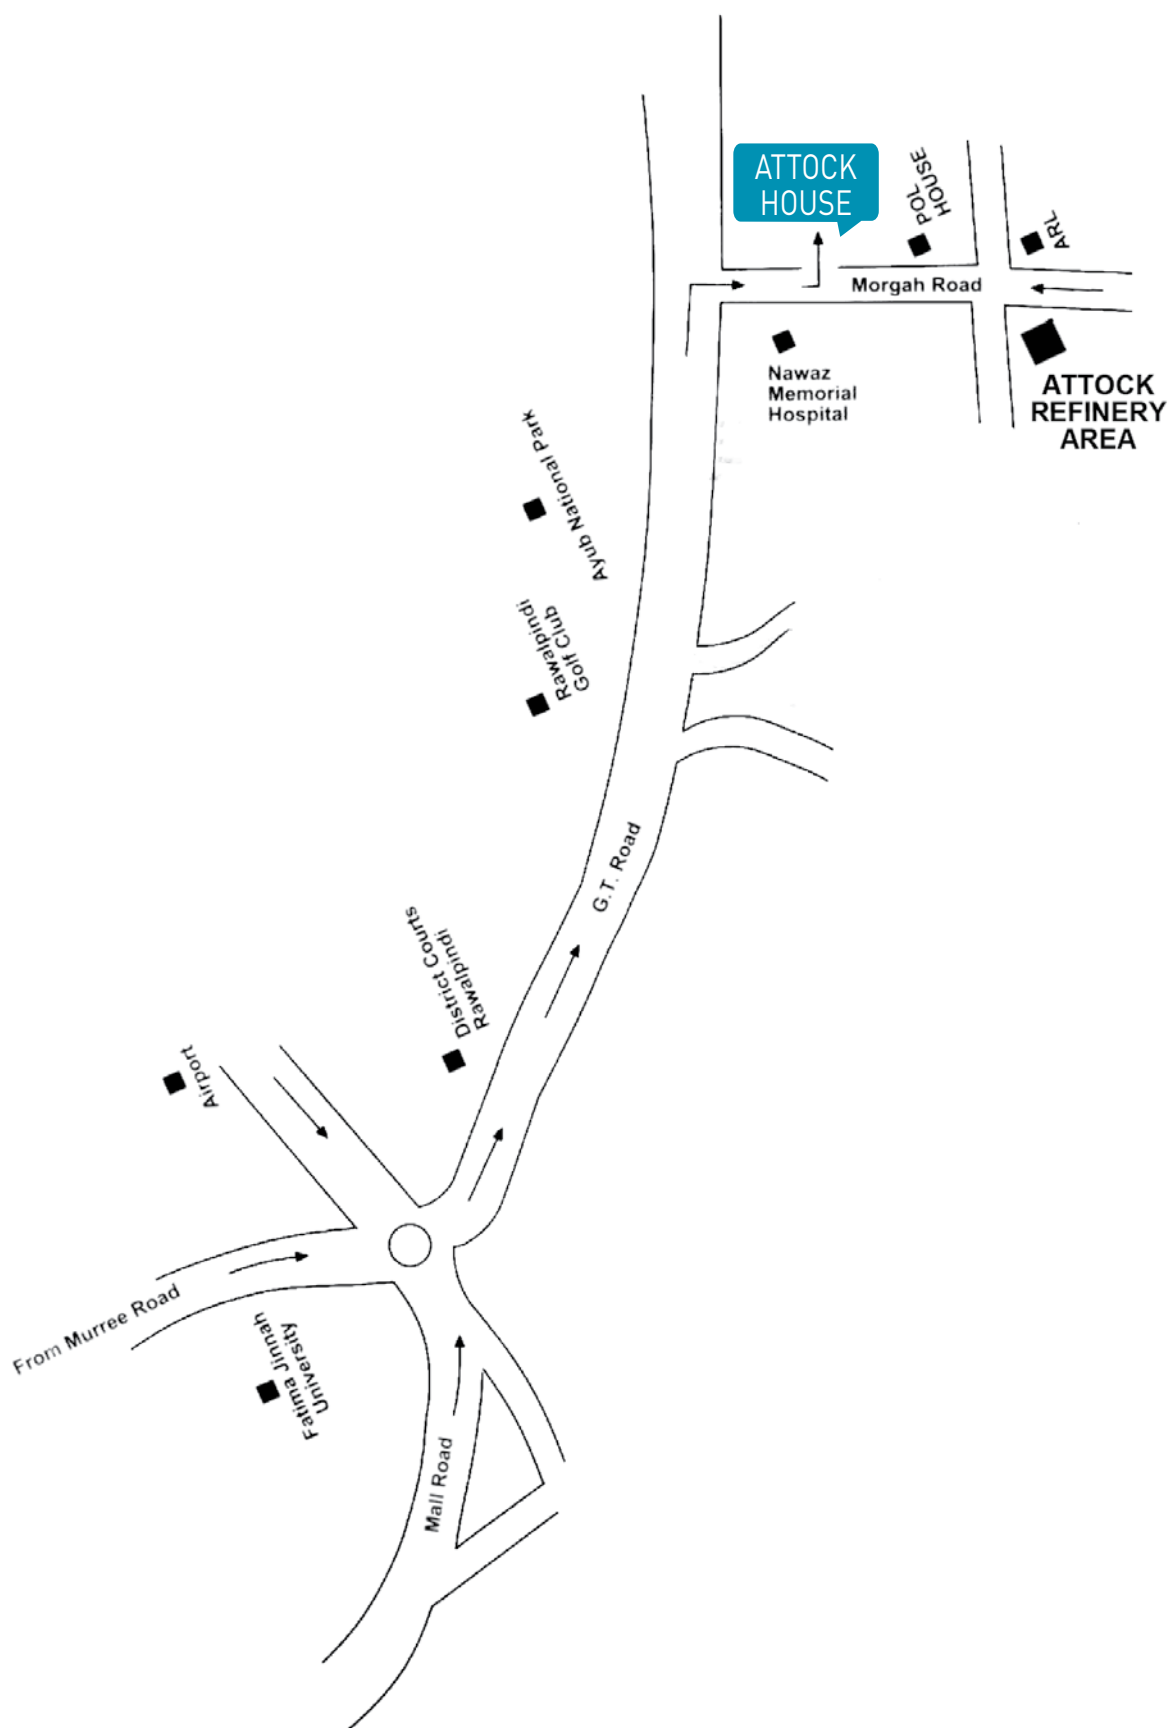 ATTOCK
HOUSE
POL
HOUSE
ARL
Morgah Road
Nawaz
Memorial
Hospital
ATTOCK
REFINERY
AREA
Ayub National Park
Rawalpindi
Golf Club
G.T. Road
District Courts
Rawalpindi
Airport
From Murree Road
Fatima Jinnah
University
Mall Road